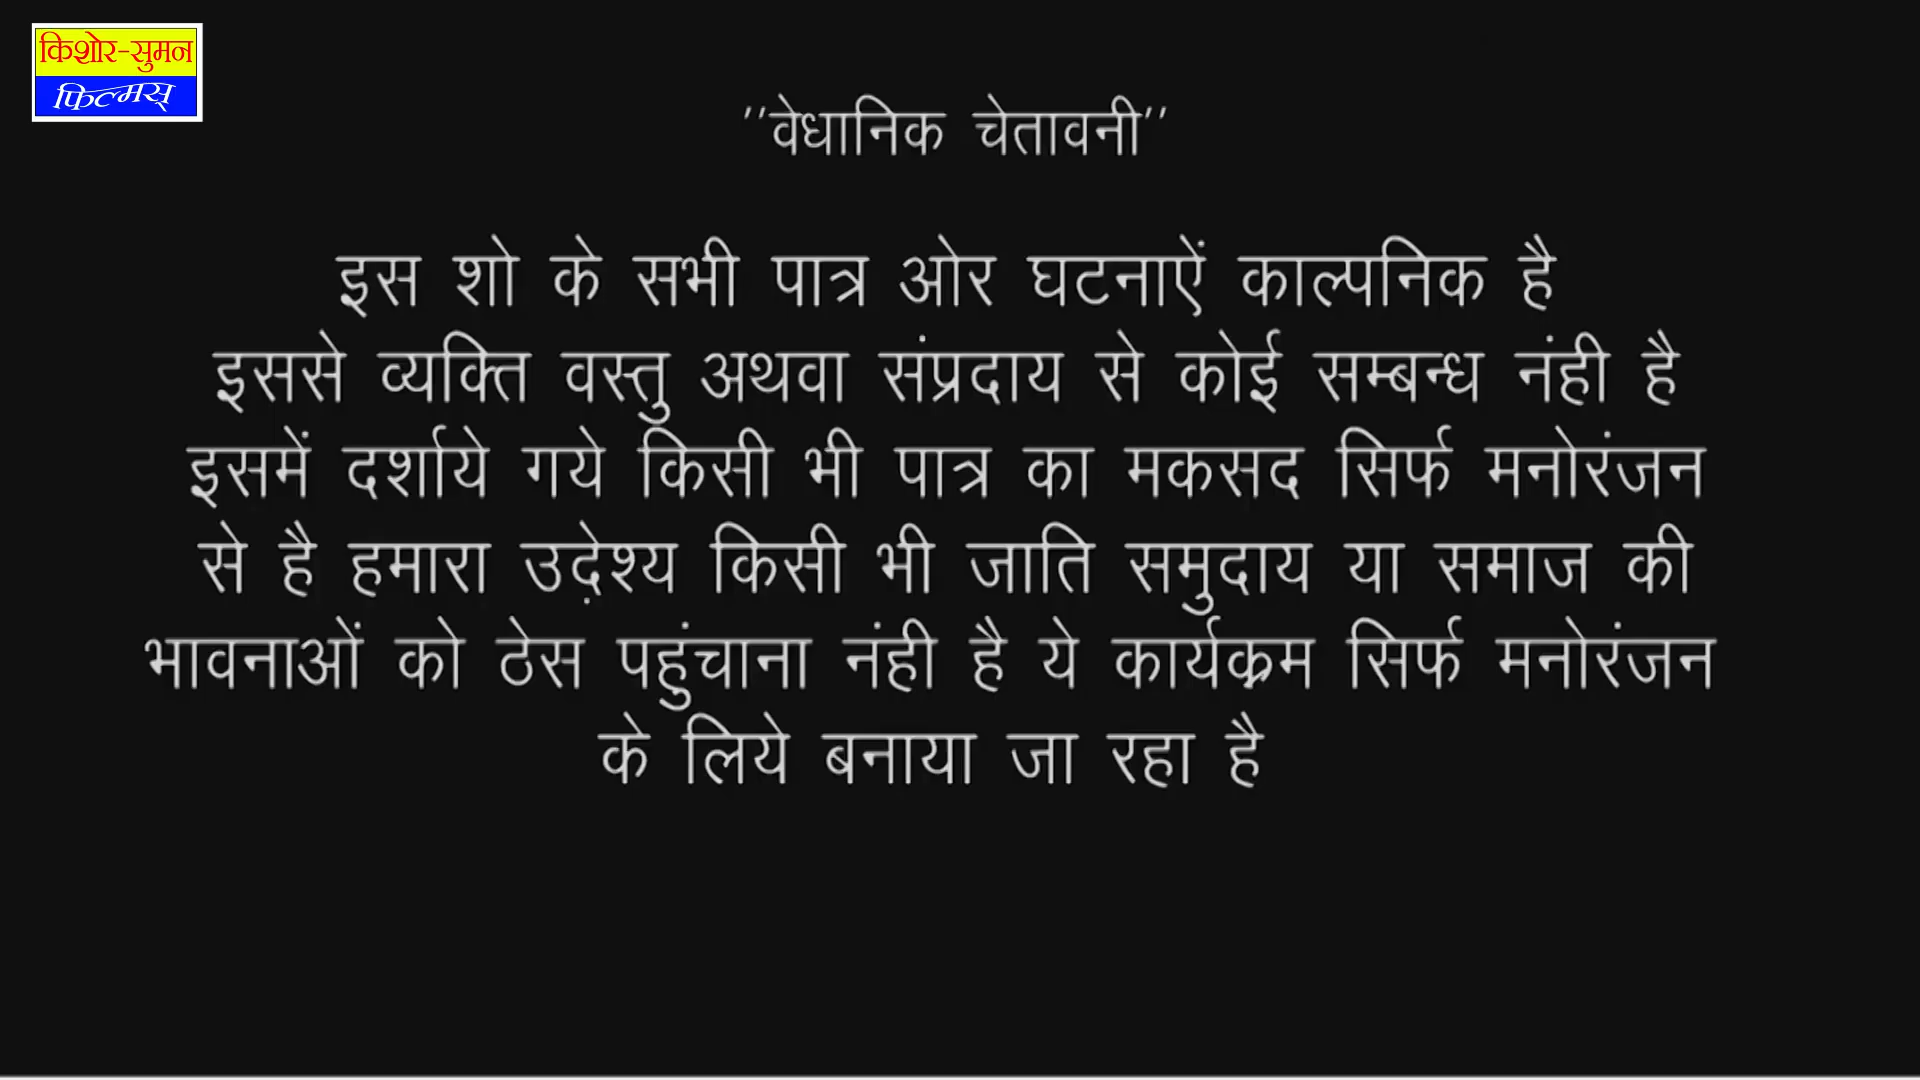 किशोर-सुमन
फिल्मस्
''वेधानिक चेतावनी''
इस शो के सभी पात्र ओर घटनाऐं काल्पनिक है
इससे व्यक्ति वस्तु अथवा संप्रदाय से कोई सम्बन्ध नंही है
इसमें दर्शाये गये किसी भी पात्र का मकसद सिर्फ मनोरंजन
से है हमारा उदे़श्य किसी भी जाति समुदाय या समाज की
भावनाओं को ठेस पहुंचाना नंही है ये कार्यक्रम सिर्फ मनोरंजन
के लिये बनाया जा रहा है